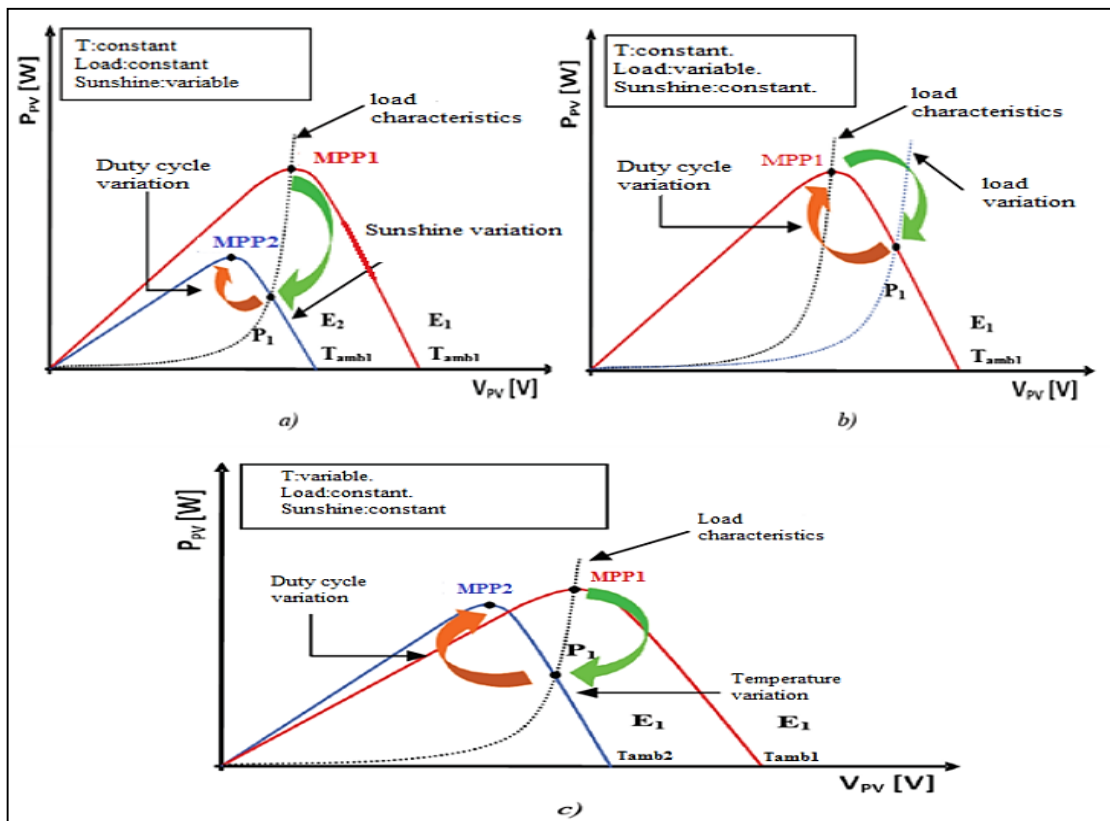 T:constant
Load:constant
Sunshine:variable
P_PV [W]
load
characteristics
MPP1
Duty cycle
variation
Sunshine variation
MPP2
P1
E2
E1
Tamb1
Tamb1
V_PV [V]
a)
T:constant.
Load:variable.
Sunshine:constant.
P_PV [W]
load
characteristics
MPP1
Duty cycle
variation
load
variation
P1
E1
Tamb1
V_PV [V]
b)
T:variable.
Load:constant.
Sunshine:constant
P_PV [W]
Load
characteristics
MPP2
MPP1
Duty cycle
variation
P1
Temperature
variation
E1
E1
Tamb2
Tamb1
V_PV [V]
c)